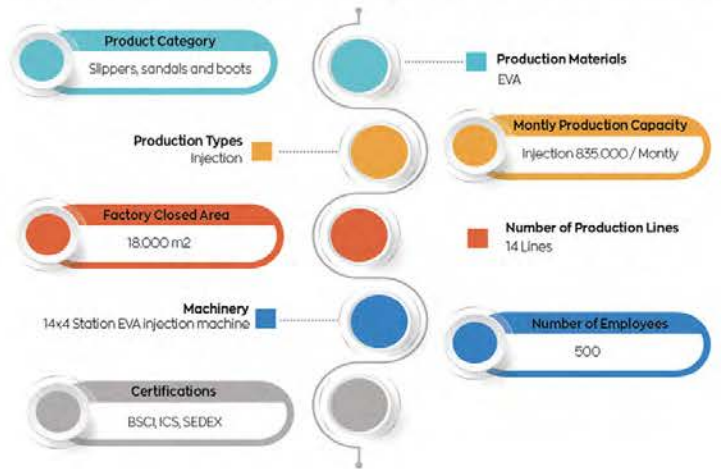 Product Category
Slippers, sandals and boots
Production Materials
EVA
Production Types
Injection
Montly Production Capacity
Injection 835.000 / Montly
Factory Closed Area
18.000 m2
Number of Production Lines
14 Lines
Machinery
14x4 Station EVA injection machine
Number of Employees
500
Certifications
BSCI, ICS, SEDEX